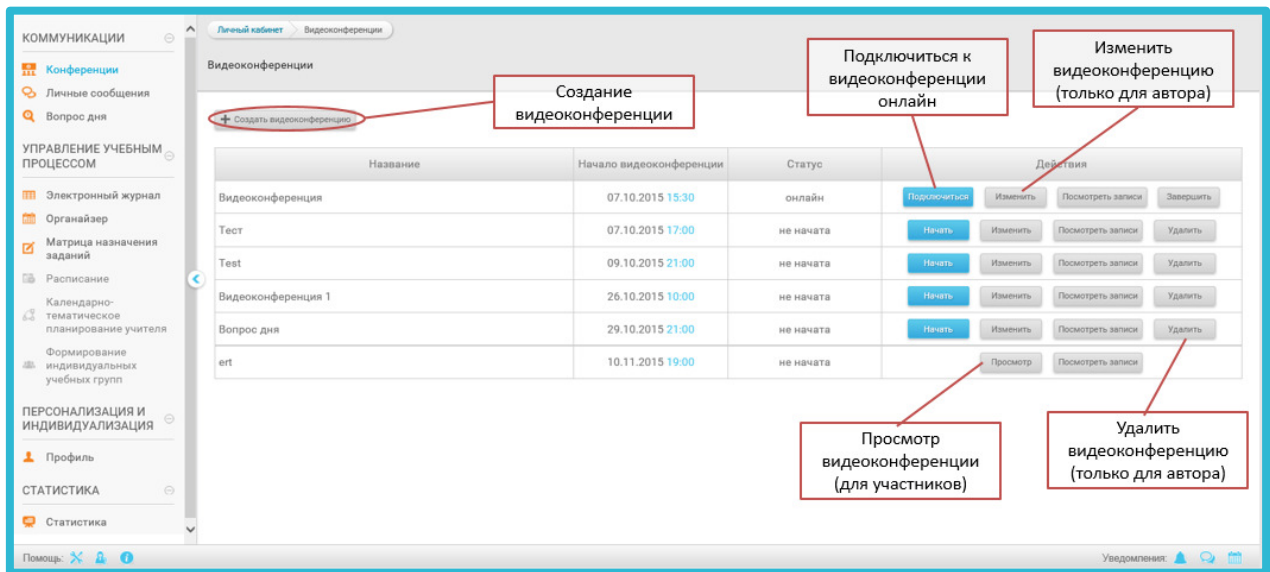 КОММУНИКАЦИИ
Конференции
Личные сообщения
Вопрос дня
УПРАВЛЕНИЕ УЧЕБНЫМ
ПРОЦЕССОМ
Электронный журнал
Органайзер
Матрица назначения
заданий
Расписание
Календарно-
тематическое
планирование учителя
Формирование
индивидуальных
учебных групп
ПЕРСОНАЛИЗАЦИЯ И
ИНДИВИДУАЛИЗАЦИЯ
Профиль
СТАТИСТИКА
Статистика
Личный кабинет Видеоконференции
Видеоконференции
Создание
видеоконференции
Подключиться к
видеоконференции
онлайн
Изменить
видеоконференцию
(только для автора)
+ Создать видеоконференцию
Название Начало видеоконференции Статус Действия
Видеоконференция 07.10.2015 15:30 онлайн Подключиться Изменить Посмотреть записи Завершить
Тест 07.10.2015 17:00 не начата Начать Изменить Посмотреть записи Удалить
Test 09.10.2015 21:00 не начата Начать Изменить Посмотреть записи Удалить
Видеоконференция 1 26.10.2015 10:00 не начата Начать Изменить Посмотреть записи Удалить
Вопрос дня 29.10.2015 21:00 не начата Начать Изменить Посмотреть записи Удалить
ert 10.11.2015 19:00 не начата Просмотр Посмотреть записи
Просмотр
видеоконференции
(для участников)
Удалить
видеоконференцию
(только для автора)
Помощь: Уведомления: